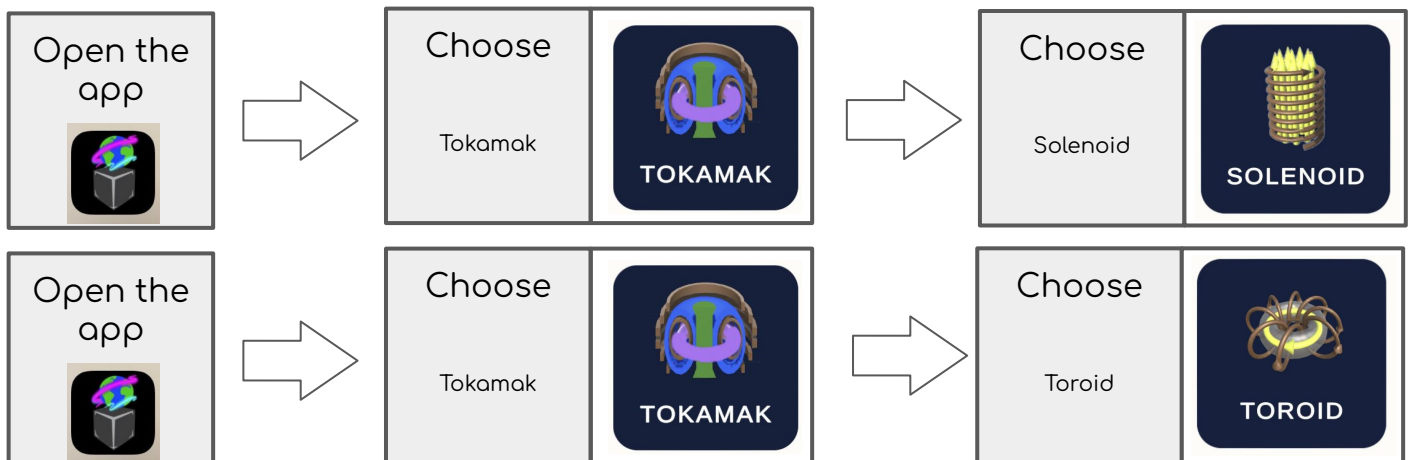 Open the
app
Choose
Tokamak
TOKAMAK
Choose
Solenoid
SOLENOID
Open the
app
Choose
Tokamak
TOKAMAK
Choose
Toroid
TOROID